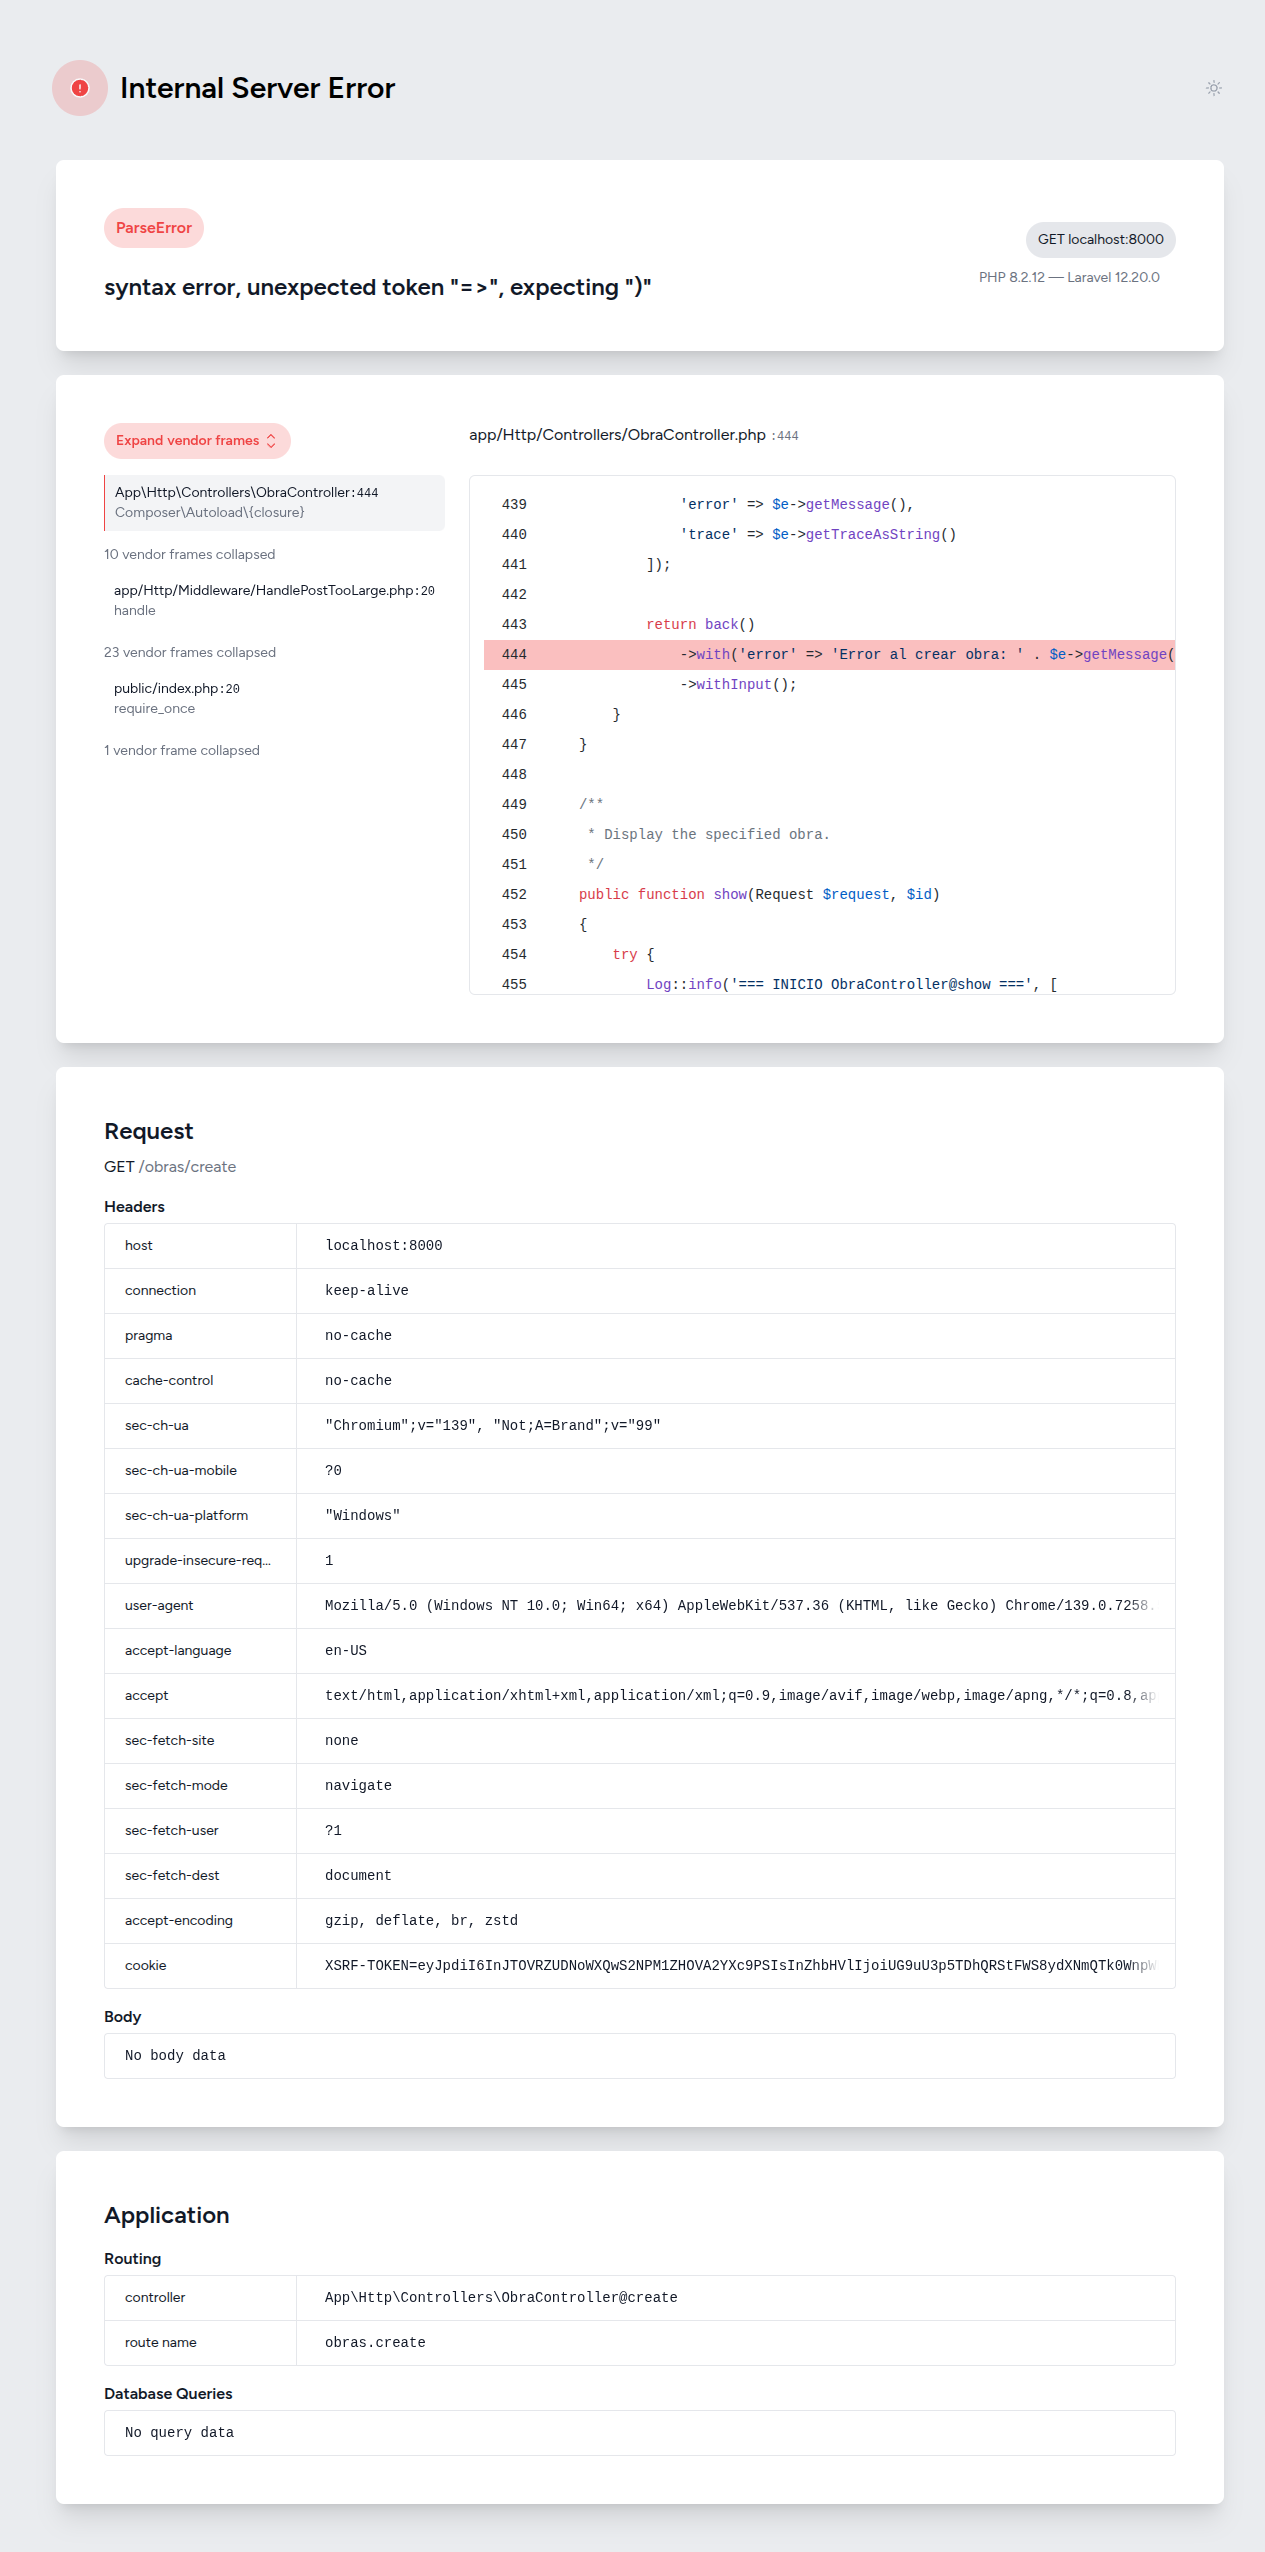 Internal Server Error
ParseError
GET localhost:8000
syntax error, unexpected token "=>", expecting ")"
PHP 8.2.12 — Laravel 12.20.0
Expand vendor frames
App\Http\Controllers\ObraController:444
Composer\Autoload\{closure}
10 vendor frames collapsed
app/Http/Middleware/HandlePostTooLarge.php:20
handle
23 vendor frames collapsed
public/index.php:20
require_once
1 vendor frame collapsed
app/Http/Controllers/ObraController.php :444
439 'error' => $e->getMessage(),
440 'trace' => $e->getTraceAsString()
441 ]);
442
443 return back()
444 ->with('error' => 'Error al crear obra: ' . $e->getMessage(
445 ->withInput();
446 }
447 }
448
449 /**
450 * Display the specified obra.
451 */
452 public function show(Request $request, $id)
453 {
454 try {
455 Log::info('=== INICIO ObraController@show ===', [
Request
GET /obras/create
Headers
host localhost:8000
connection keep-alive
pragma no-cache
cache-control no-cache
sec-ch-ua "Chromium";v="139", "Not;A=Brand";v="99"
sec-ch-ua-mobile ?0
sec-ch-ua-platform "Windows"
upgrade-insecure-req... 1
user-agent Mozilla/5.0 (Windows NT 10.0; Win64; x64) AppleWebKit/537.36 (KHTML, like Gecko) Chrome/139.0.7258.
accept-language en-US
accept text/html,application/xhtml+xml,application/xml;q=0.9,image/avif,image/webp,image/apng,*/*;q=0.8,ap
sec-fetch-site none
sec-fetch-mode navigate
sec-fetch-user ?1
sec-fetch-dest document
accept-encoding gzip, deflate, br, zstd
cookie XSRF-TOKEN=eyJpdiI6InJTOVRZUDNoWXQwS2NPM1ZHOVA2YXc9PSIsInZhbHVlIjoiUG9uU3p5TDhQRStFWS8ydXNmQTk0WnpW
Body
No body data
Application
Routing
controller App\Http\Controllers\ObraController@create
route name obras.create
Database Queries
No query data